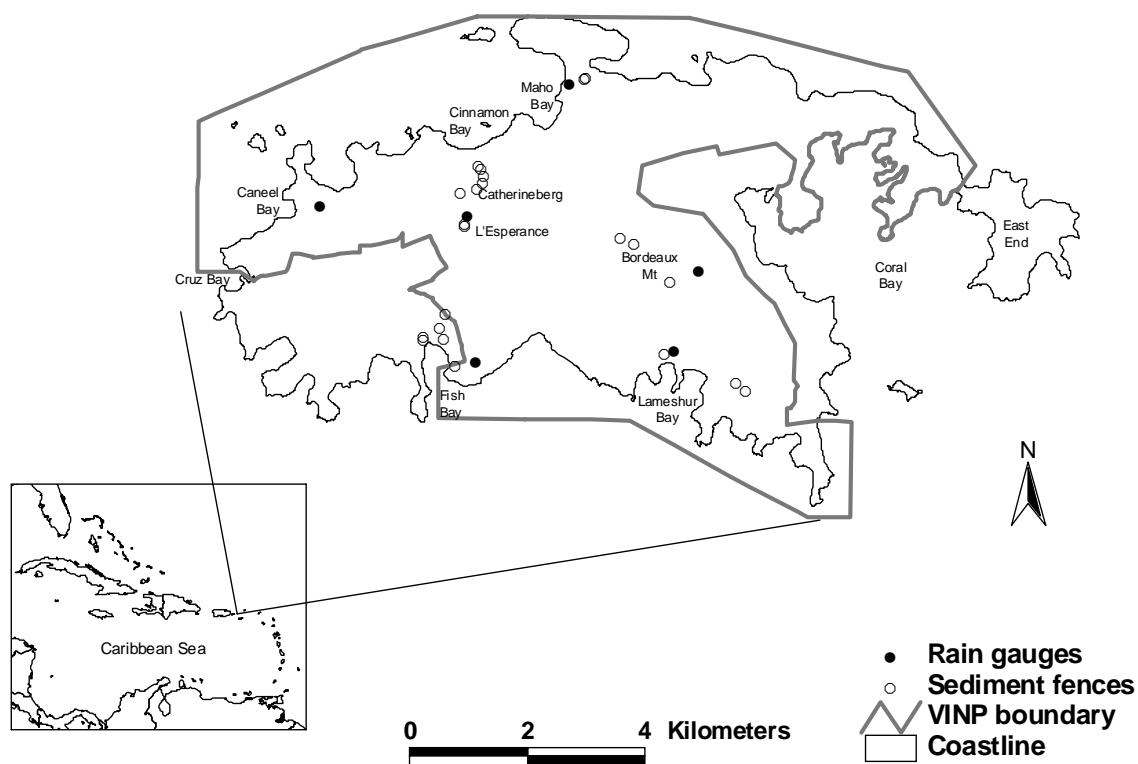 Maho
Bay
Cinnamon
Bay
Caneel
Bay
Catherineberg
L'Esperance
East
End
Bordeaux
Mt
Coral
Bay
Cruz Bay
Fish
Bay
Lameshur
Bay
N
Caribbean Sea
Rain gauges
Sediment fences
VINP boundary
Coastline
0 2 4 Kilometers